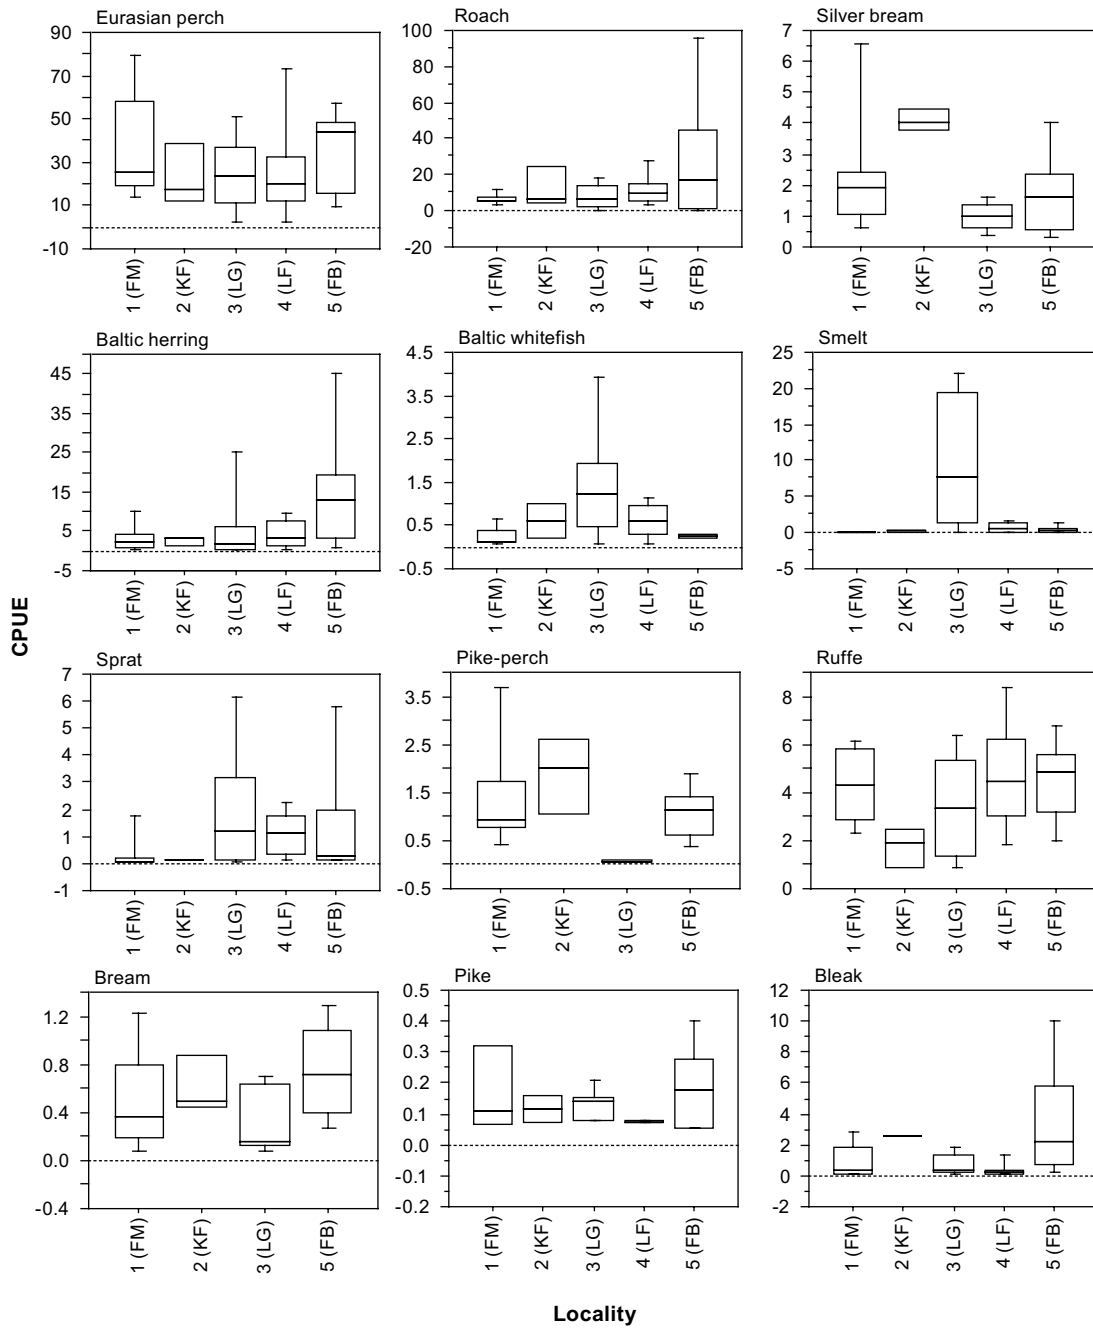 Eurasian perch
90
70
50
30
10
-10
1 (FM)
2 (KF)
3 (LG)
4 (LF)
5 (FB)
Roach
100
80
60
40
20
0
-20
1 (FM)
2 (KF)
3 (LG)
4 (LF)
5 (FB)
Silver bream
7
6
5
4
3
2
1
0
1 (FM)
2 (KF)
3 (LG)
5 (FB)
Baltic herring
45
35
25
15
5
-5
1 (FM)
2 (KF)
3 (LG)
4 (LF)
5 (FB)
Baltic whitefish
4.5
3.5
2.5
1.5
0.5
-0.5
1 (FM)
2 (KF)
3 (LG)
4 (LF)
5 (FB)
Smelt
25
20
15
10
5
0
-5
1 (FM)
2 (KF)
3 (LG)
4 (LF)
5 (FB)
CPUE
Sprat
7
6
5
4
3
2
1
0
-1
1 (FM)
2 (KF)
3 (LG)
4 (LF)
5 (FB)
Pike-perch
3.5
2.5
1.5
0.5
-0.5
1 (FM)
2 (KF)
3 (LG)
5 (FB)
Ruffe
8
6
4
2
0
1 (FM)
2 (KF)
3 (LG)
4 (LF)
5 (FB)
Bream
1.2
0.8
0.4
0.0
-0.4
1 (FM)
2 (KF)
3 (LG)
5 (FB)
Pike
0.5
0.4
0.3
0.2
0.1
0.0
-0.1
-0.2
1 (FM)
2 (KF)
3 (LG)
4 (LF)
5 (FB)
Bleak
12
10
8
6
4
2
0
-2
1 (FM)
2 (KF)
3 (LG)
4 (LF)
5 (FB)
Locality